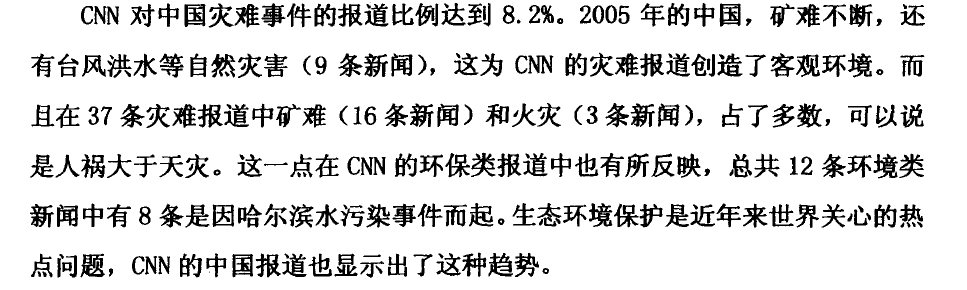 CNN 对中国灾难事件的报道比例达到 8.2%。2005 年的中国，矿难不断，还
有台风洪水等自然灾害（9 条新闻），这为 CNN 的灾难报道创造了客观环境。而
且在 37 条灾难报道中矿难（16 条新闻）和火灾（3 条新闻），占了多数，可以说
是人祸大于天灾。这一点在 CNN 的环保类报道中也有所反映，总共 12 条环境类
新闻中有 8 条是因哈尔滨水污染事件而起。生态环境保护是近年来世界关心的热
点问题，CNN 的中国报道也显示出了这种趋势。